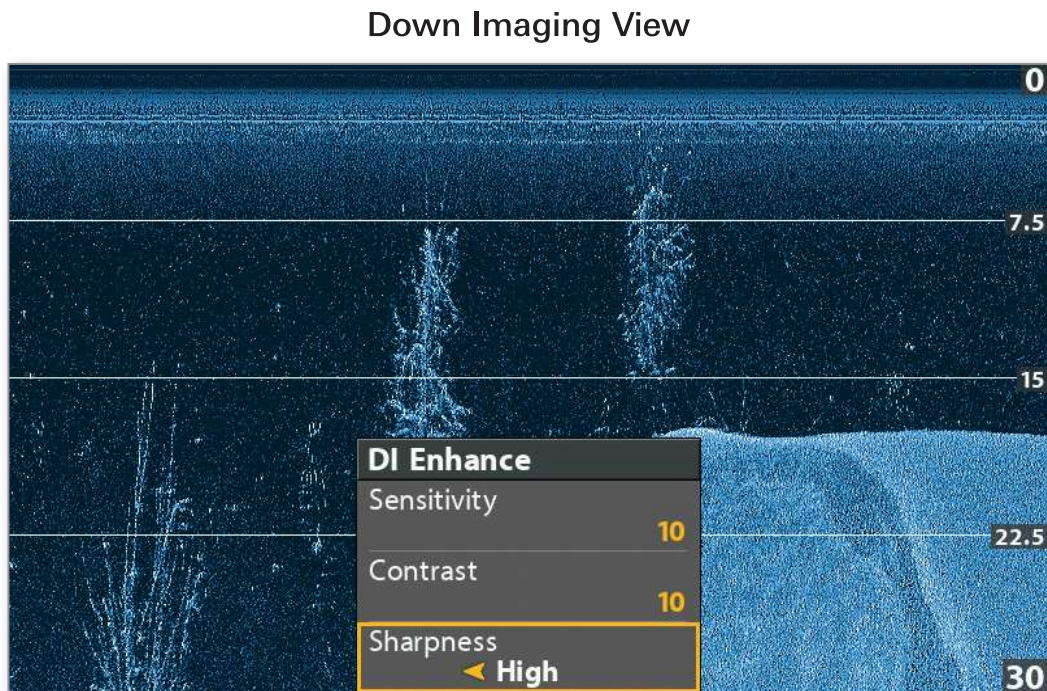 Down Imaging View
0
7.5
15
DI Enhance
Sensitivity
10
22.5
Contrast
10
Sharpness
High
30